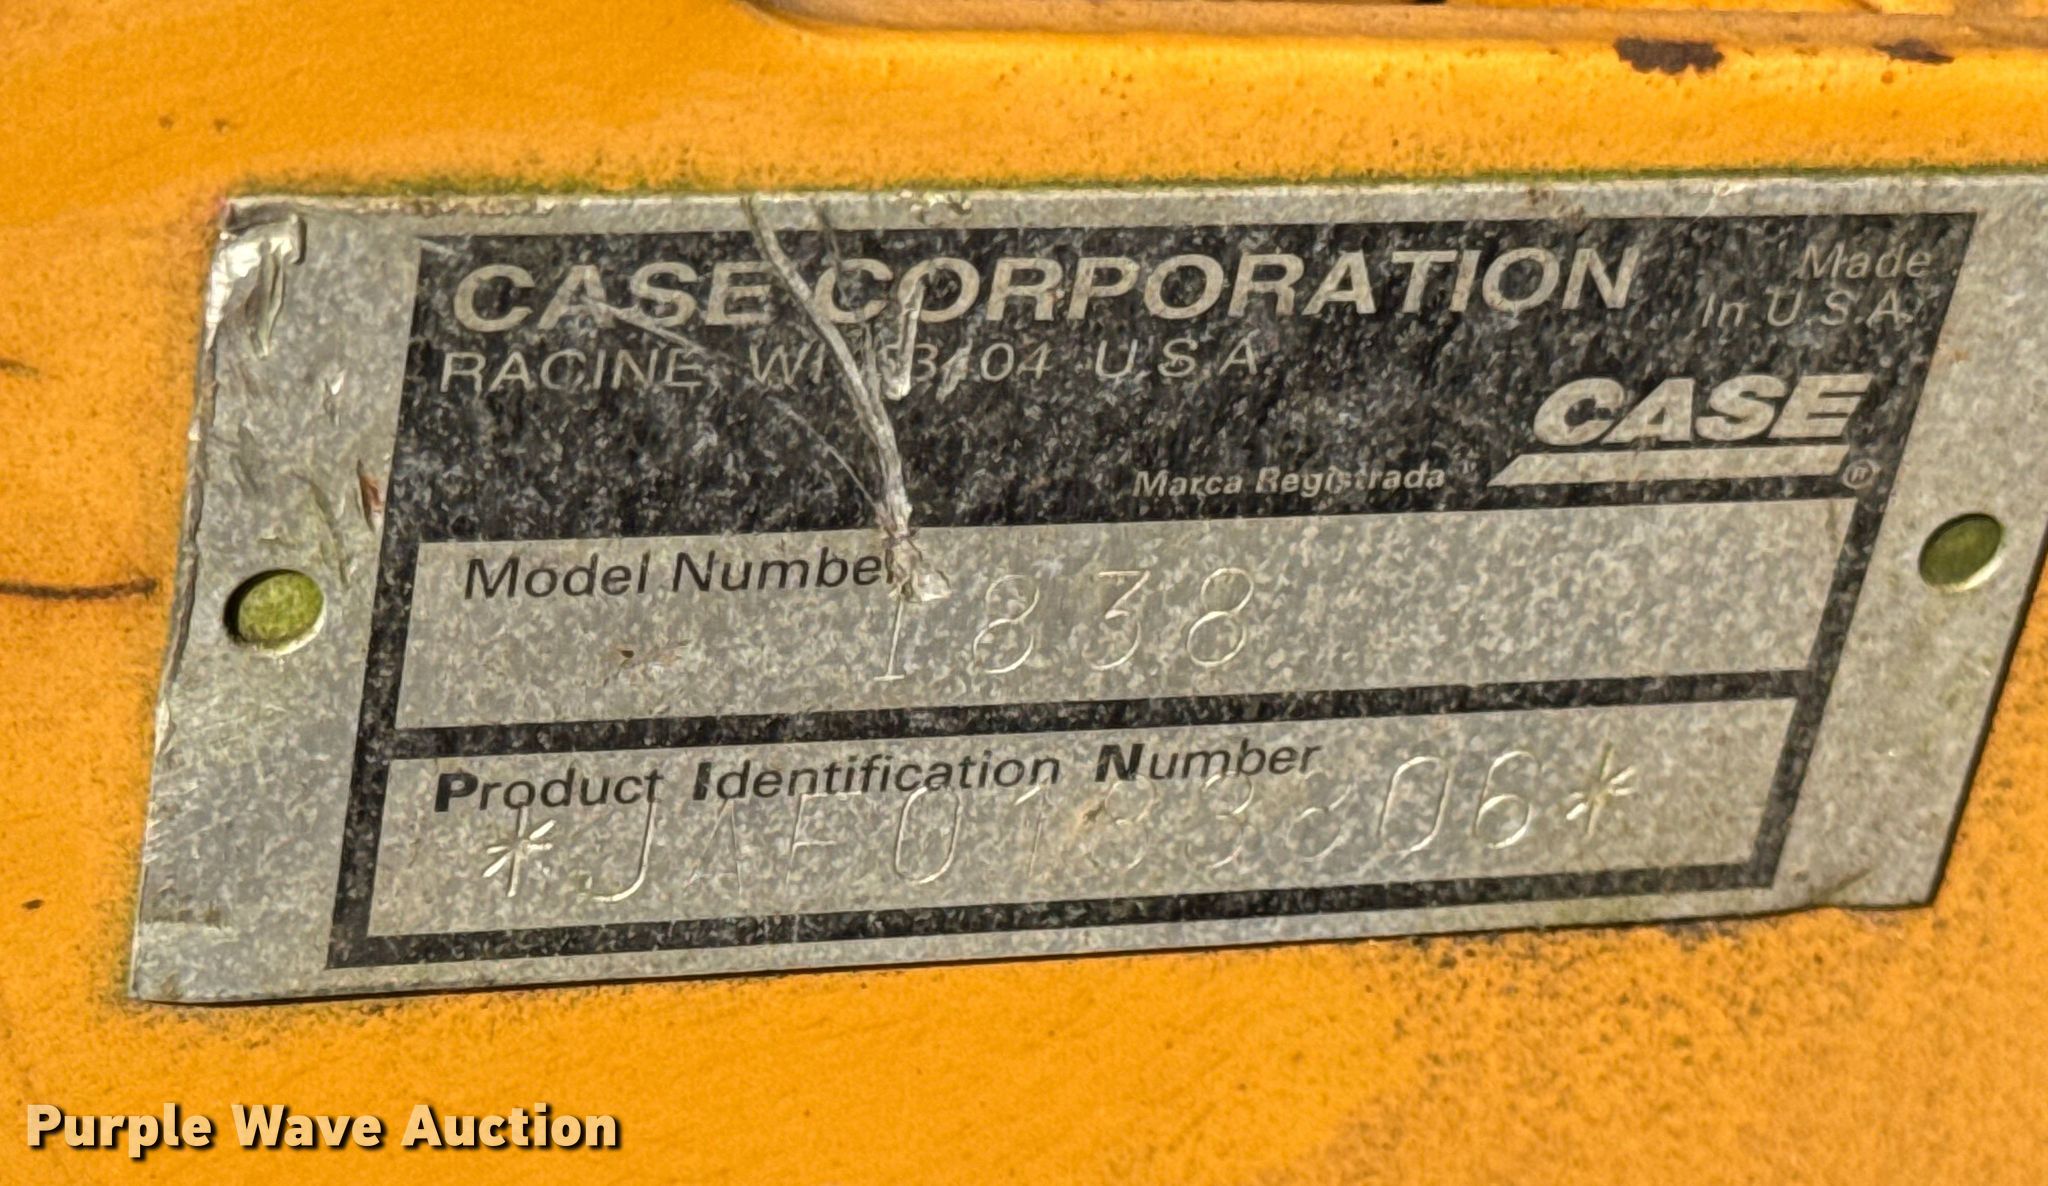 CASE CORPORATION
Made
In U.S.A.
RACINE, WI U.S.A.
CASE
Marca Registrada ®
Model Number
1838
Product Identification Number
Purple Wave Auction